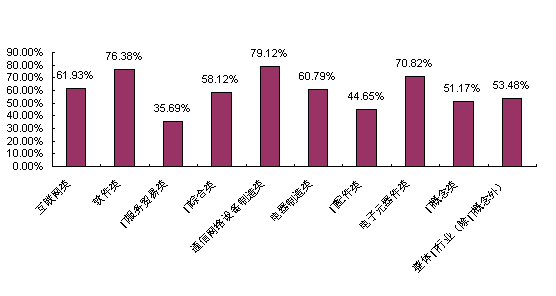 90.00%
80.00%
70.00%
60.00%
50.00%
40.00%
30.00%
20.00%
10.00%
0.00%
61.93%
76.38%
35.69%
58.12%
79.12%
60.79%
44.65%
70.82%
51.17%
53.48%
互联网类
软件类
IT服务贸易类
IT综合类
通信网络设备制造类
电器制造类
IT配件类
电子元器件类
IT概念类
整体IT行业（除IT概念外）